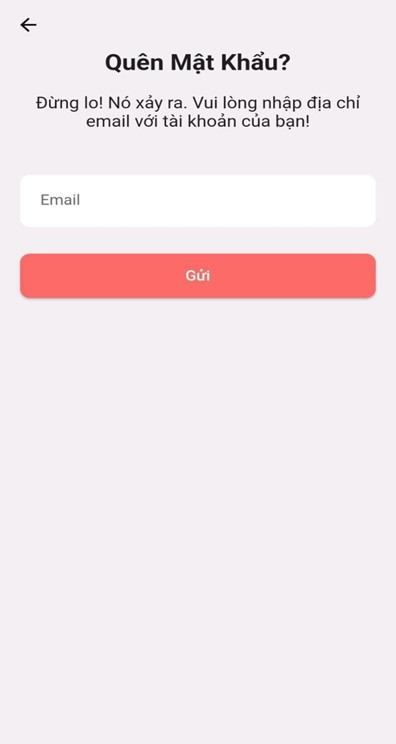 Quên Mật Khẩu?
Đừng lo! Nó xảy ra. Vui lòng nhập địa chỉ
email với tài khoản của bạn!
Email
Gửi